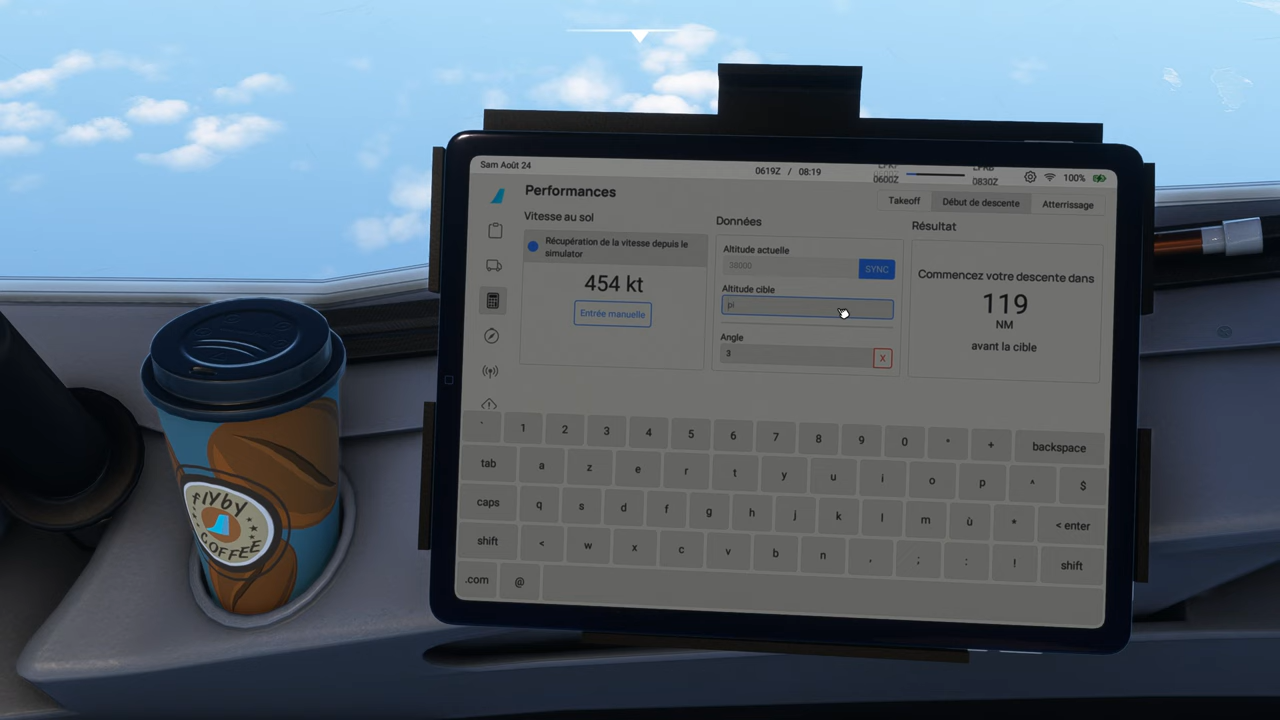 Sam Août 24
0619Z / 08:19
0600Z
0830Z
100%
Performances
Takeoff
Début de descente
Atterrissage
Vitesse au sol
Récupération de la vitesse depuis le
simulator
454 kt
Entrée manuelle
Données
Altitude actuelle
30000
SYNC
Altitude cible
pi
Angle
3
X
Résultat
Commencez votre descente dans
119
NM
avant la cible
` 1 2 3 4 5 6 7 8 9 0 ° + backspace
tab a z e r t y u i o p ^ $
caps q s d f g h j k l m ù * < enter
shift < w x c v b n , ; : ! shift
.com @
flyby
COFFEE